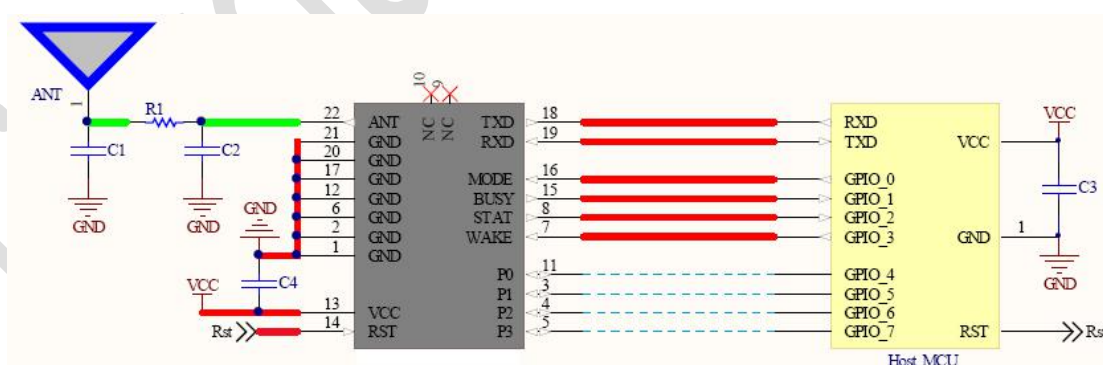 ANT
1
R1
C1
C2
GND
GND
GND
C4
VCC
Rst
10
9
NC
NC
22 ANT
21 GND
20 GND
17 GND
12 GND
6 GND
2 GND
1 GND
13 VCC
14 RST
TXD 18
RXD 19
MODE 16
BUSY 15
STAT 8
WAKE 7
P0 11
P1 3
P2 4
P3 5
RXD
TXD
GPIO_0
GPIO_1
GPIO_2
GPIO_3
GPIO_4
GPIO_5
GPIO_6
GPIO_7
VCC
GND 1
RST
Host MCU
VCC
C3
GND
Rs